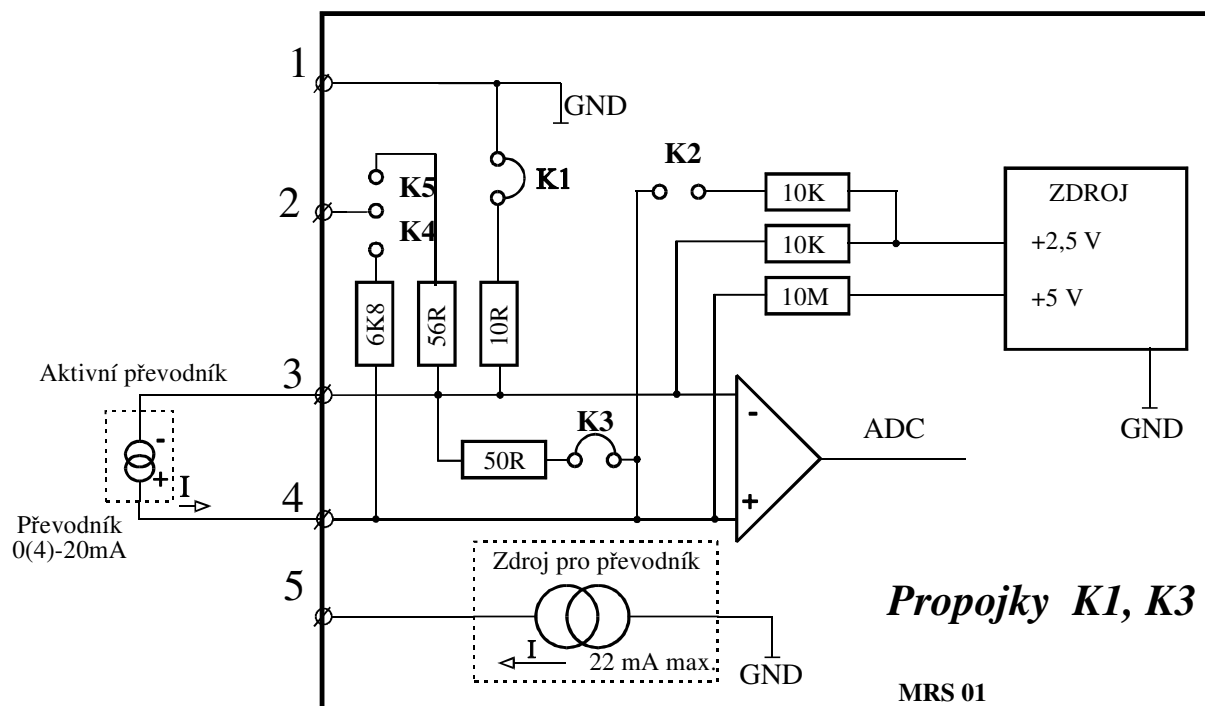 1
GND
K5
K1
K2
10K
ZDROJ
2
K4
10K
+2,5 V
10M
+5 V
6K8
56R
10R
Aktivní převodník
3
-
K3
-
ADC
GND
+
I
50R
4
+
Převodník
0(4)-20mA
Zdroj pro převodník
5
Propojky K1, K3
I
22 mA max.
GND
MRS 01